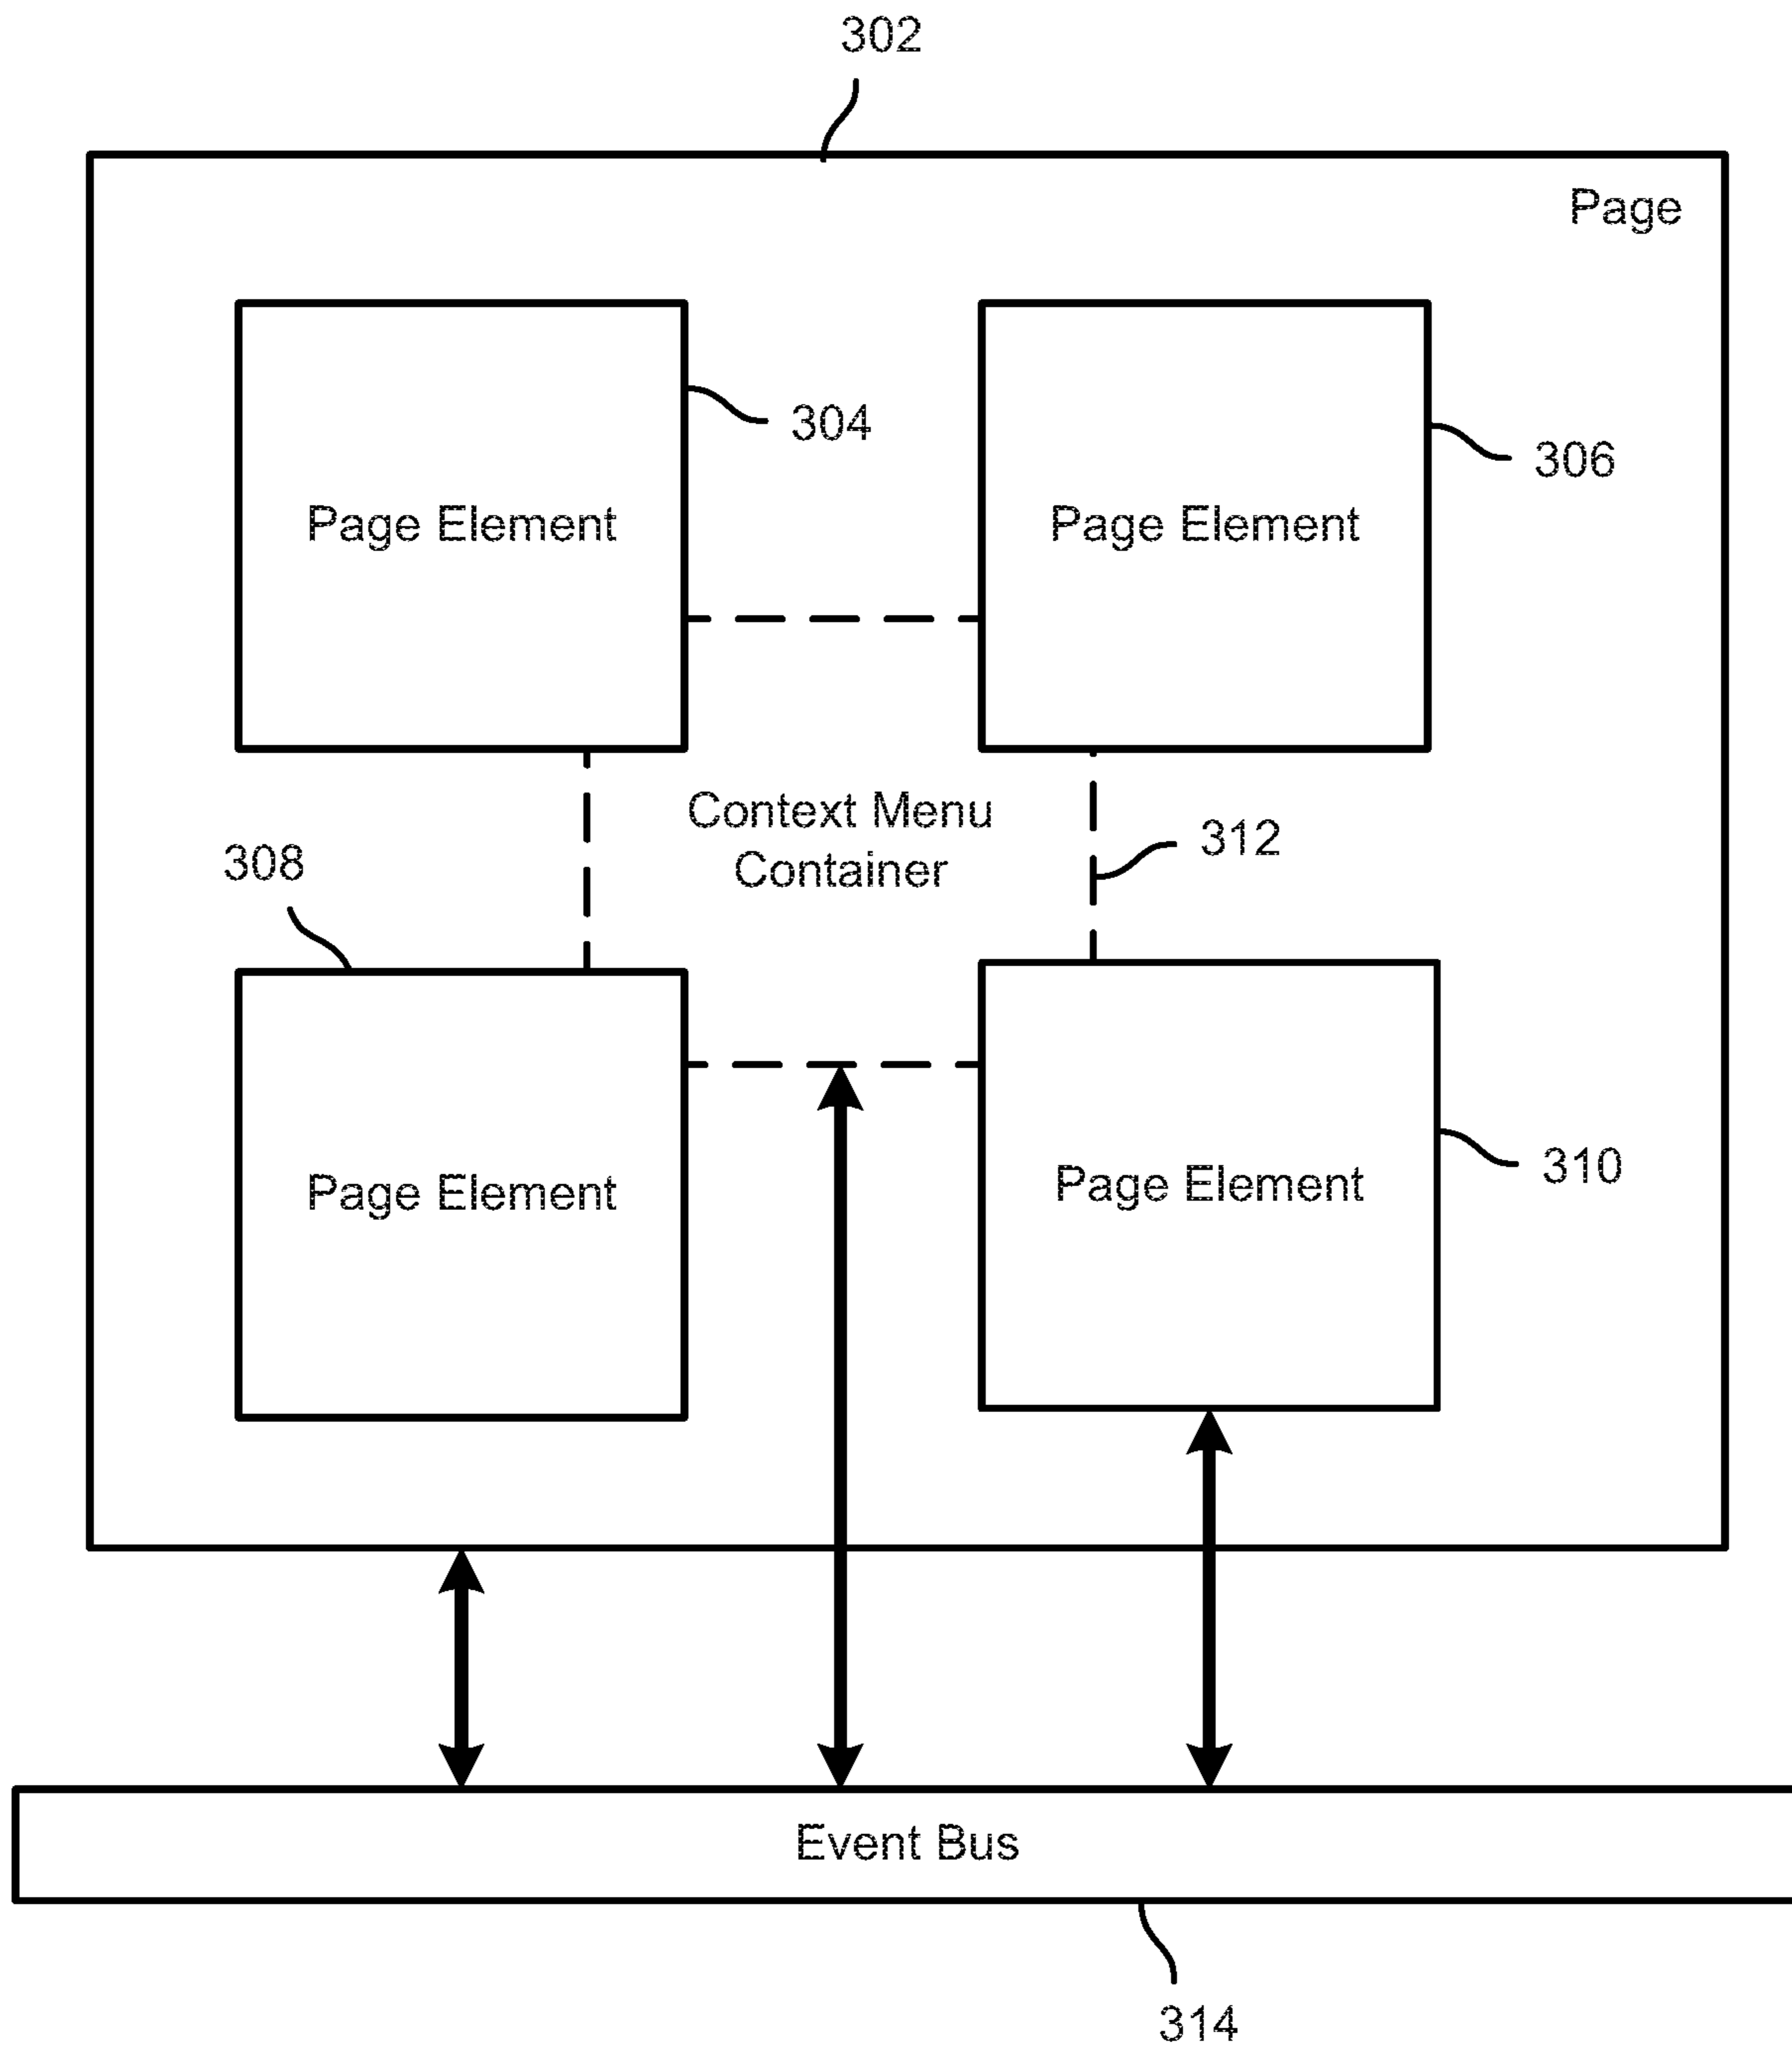 302
Page
304
306
Page Element
Page Element
Context Menu
Container
312
308
310
Page Element
Page Element
Event Bus
314